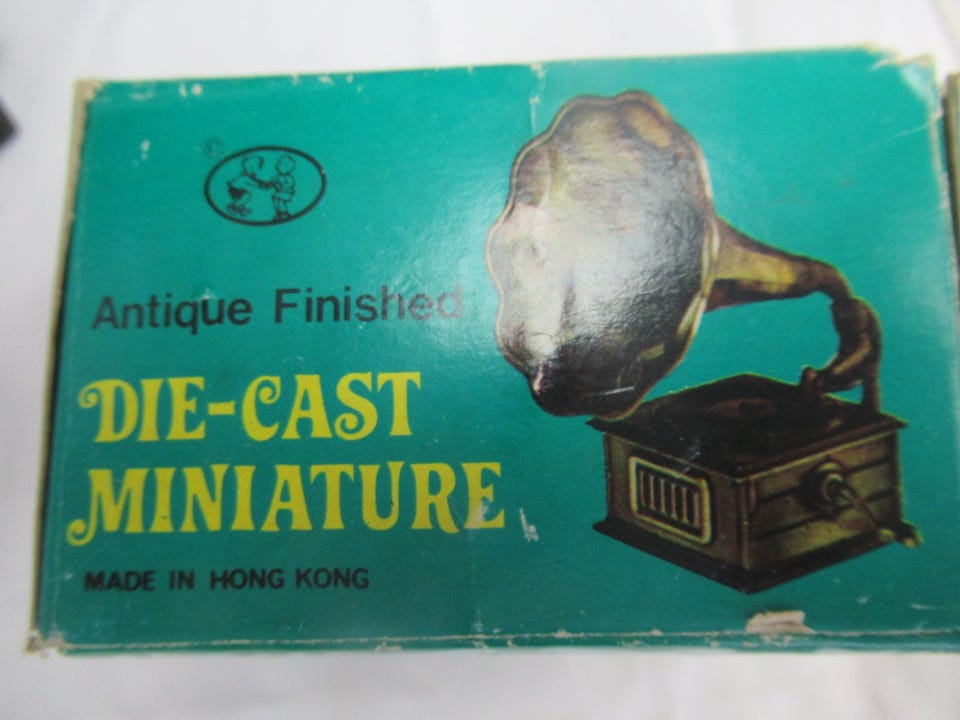 Antique Finished
DIE-CAST
MINIATURE
MADE IN HONG KONG